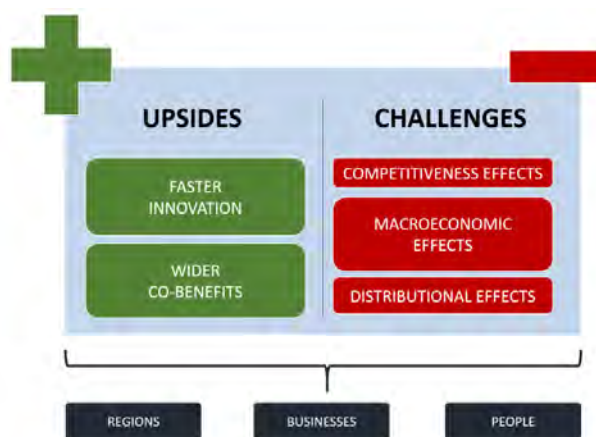 UPSIDES
FASTER
INNOVATION
WIDER
CO-BENEFITS
CHALLENGES
COMPETITIVENESS EFFECTS
MACROECONOMIC
EFFECTS
DISTRIBUTIONAL EFFECTS
REGIONS
BUSINESSES
PEOPLE